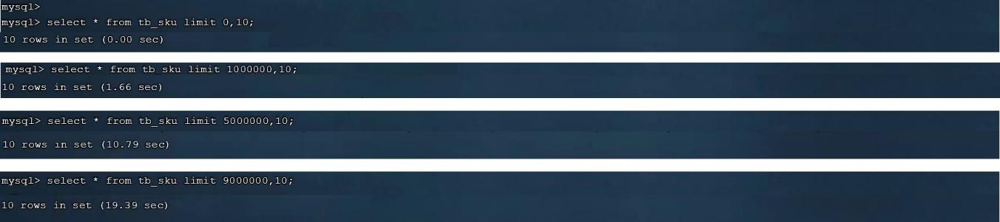 mysql>
mysql> select * from tb_sku limit 0,10;
10 rows in set (0.00 sec)
mysql> select * from tb sku limit 1000000,10;
10 rows in set (1.66 sec)
mysql> select * from tb_sku limit 5000000,10;
10 rows in set (10.79 sec)
mysql> select * from tb_sku limit 9000000,10;
10 rows in set (19.39 sec)